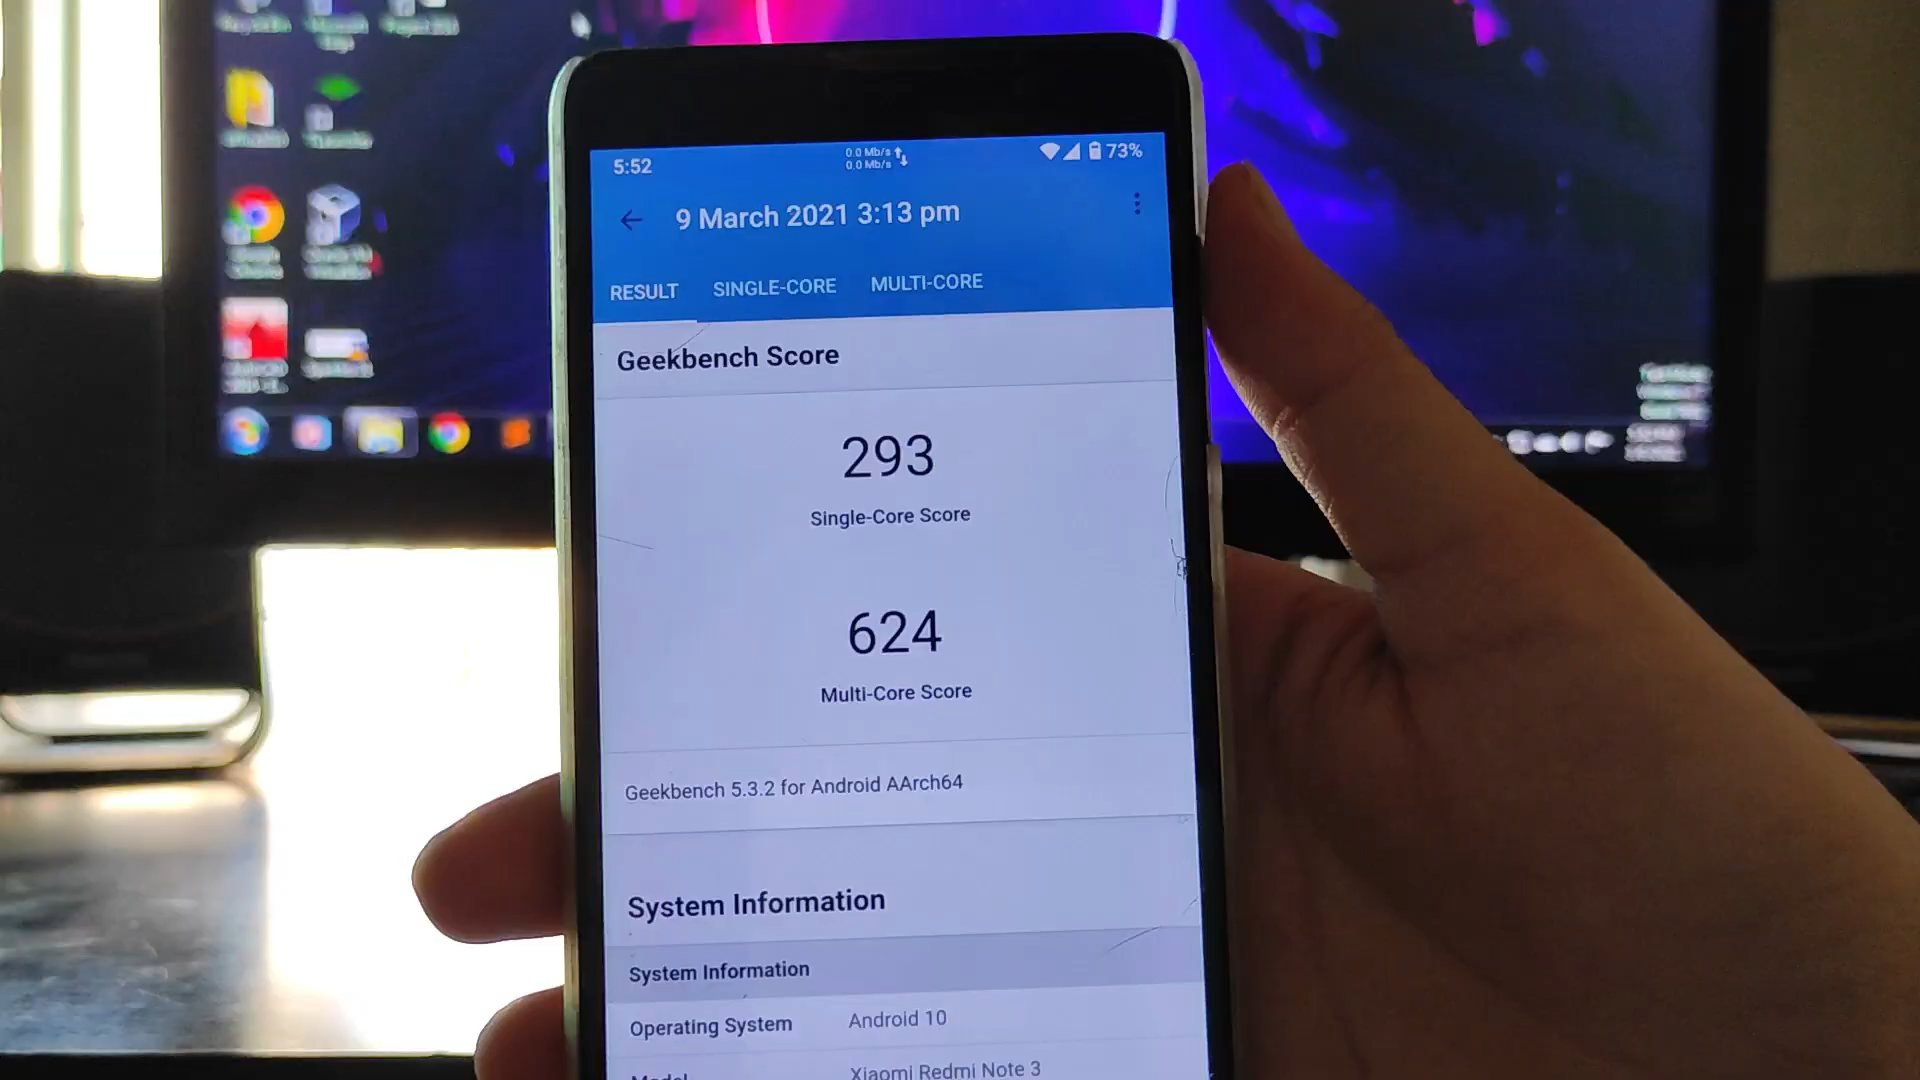 5:52
0.0 Mb/s
0.0 Mb/s
73%
9 March 2021 3:13 pm
RESULT SINGLE-CORE MULTI-CORE
Geekbench Score
293
Single-Core Score
624
Multi-Core Score
Geekbench 5.3.2 for Android AArch64
System Information
System Information
Operating System Android 10
Model Xiaomi Redmi Note 3